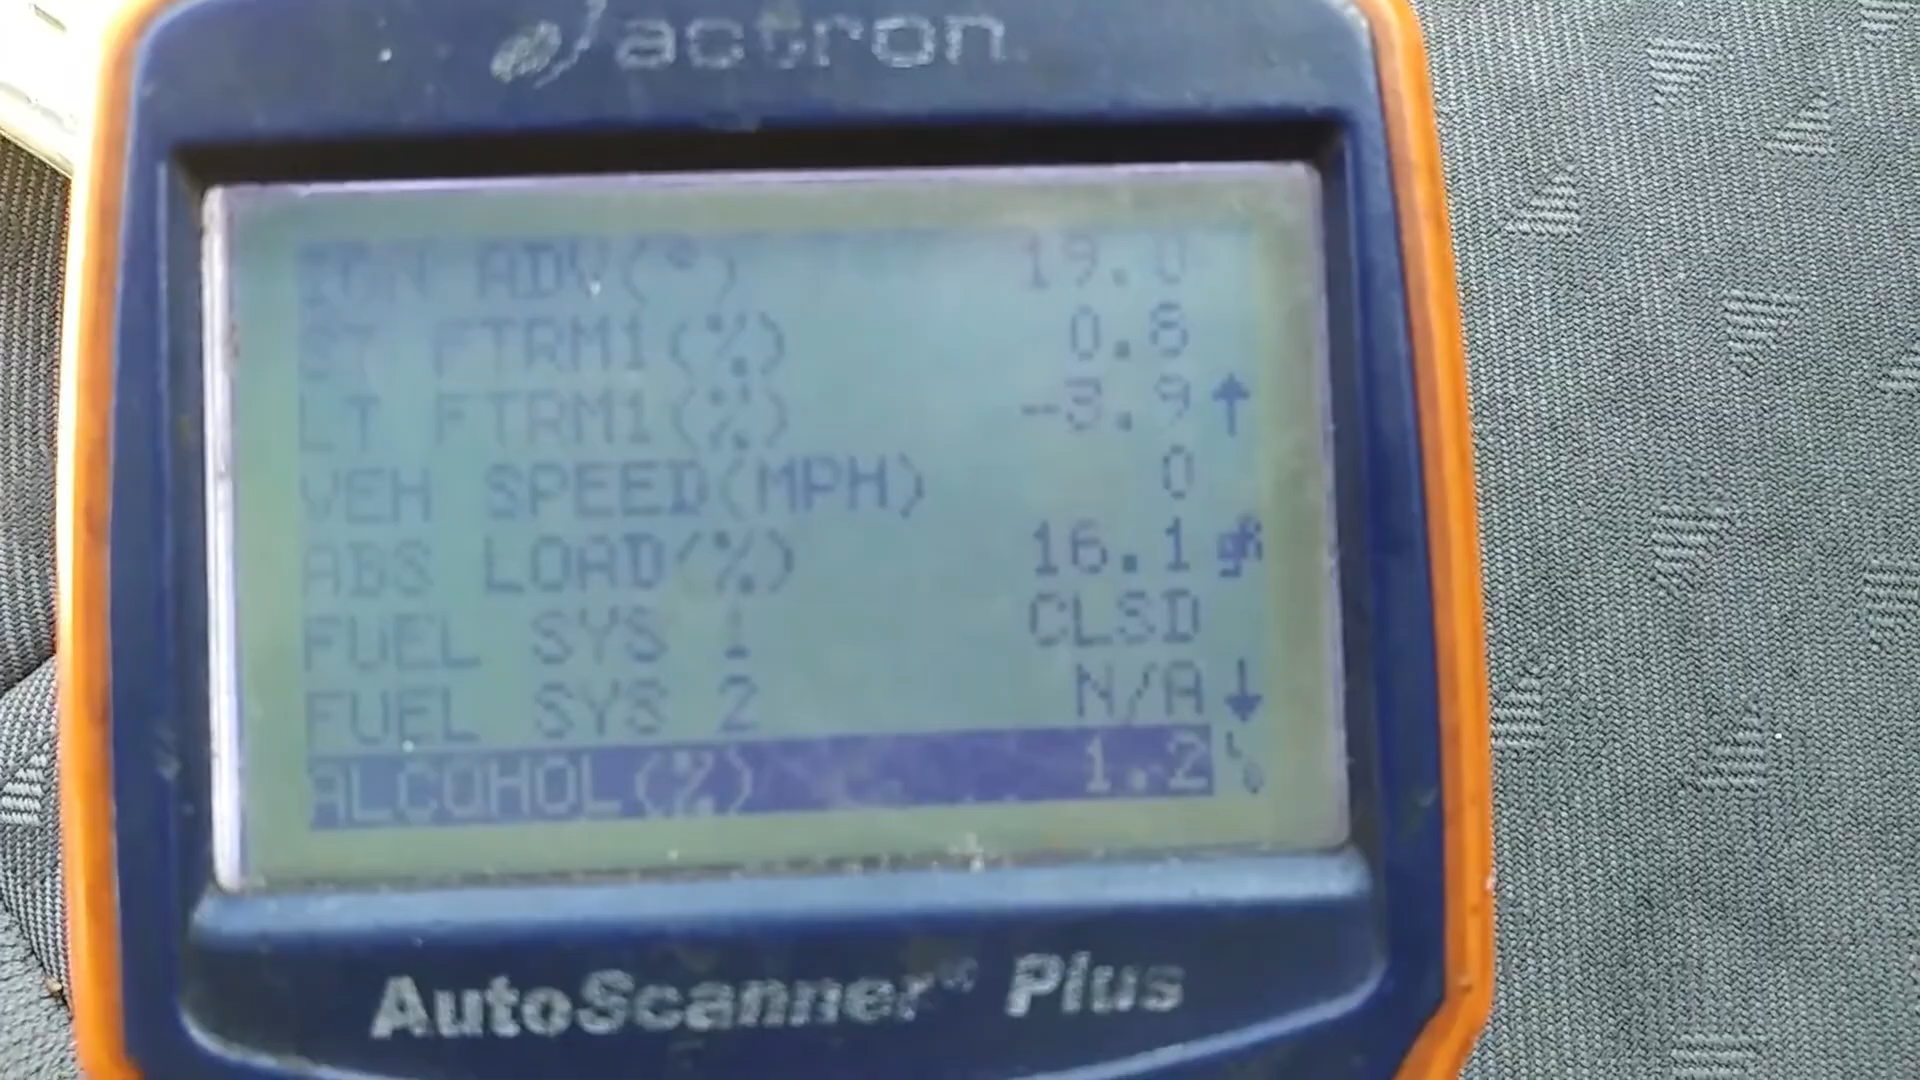 actron
IGN ADV(°) 19.0
ST FTRM1(%) 0.8
LT FTRM1(%) -3.9 ↑
VEH SPEED(MPH) 0
ABS LOAD(%) 16.1
FUEL SYS 1 CLSD
FUEL SYS 2 N/A ↓
ALCOHOL(%) 1.2
AutoScanner® Plus